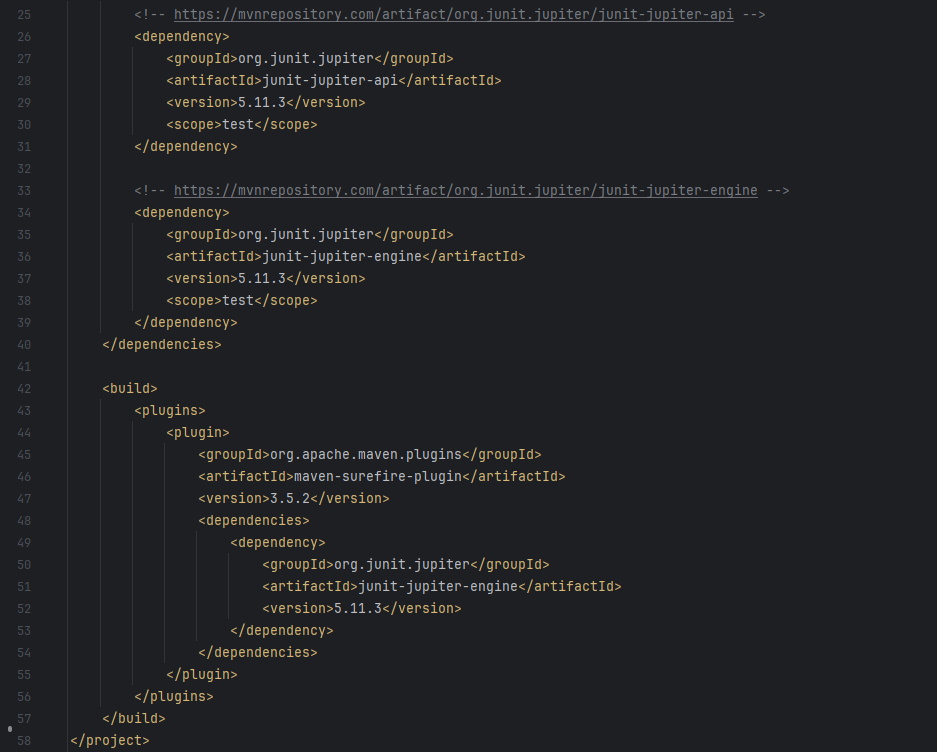 25 <!-- https://mvnrepository.com/artifact/org.junit.jupiter/junit-jupiter-api -->
26 <dependency>
27 <groupId>org.junit.jupiter</groupId>
28 <artifactId>junit-jupiter-api</artifactId>
29 <version>5.11.3</version>
30 <scope>test</scope>
31 </dependency>
32
33 <!-- https://mvnrepository.com/artifact/org.junit.jupiter/junit-jupiter-engine -->
34 <dependency>
35 <groupId>org.junit.jupiter</groupId>
36 <artifactId>junit-jupiter-engine</artifactId>
37 <version>5.11.3</version>
38 <scope>test</scope>
39 </dependency>
40 </dependencies>
41
42 <build>
43 <plugins>
44 <plugin>
45 <groupId>org.apache.maven.plugins</groupId>
46 <artifactId>maven-surefire-plugin</artifactId>
47 <version>3.5.2</version>
48 <dependencies>
49 <dependency>
50 <groupId>org.junit.jupiter</groupId>
51 <artifactId>junit-jupiter-engine</artifactId>
52 <version>5.11.3</version>
53 </dependency>
54 </dependencies>
55 </plugin>
56 </plugins>
57 </build>
58 </project>